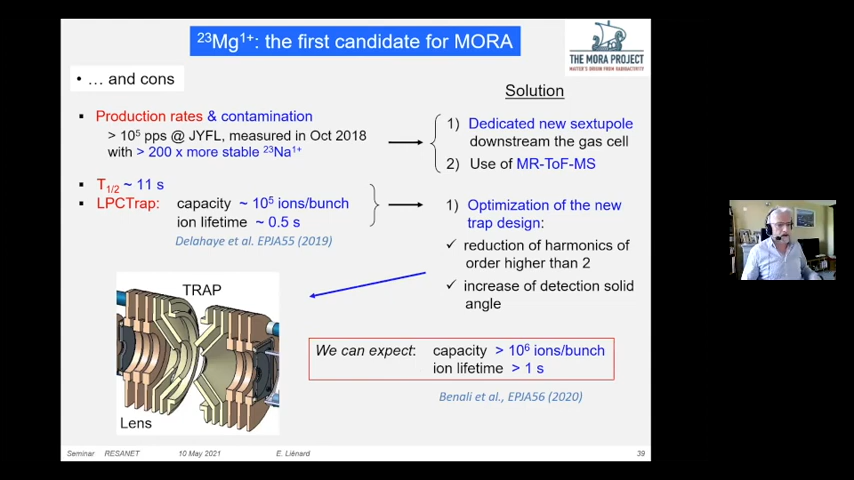 ²³Mg¹⁺: the first candidate for MORA
THE MORA PROJECT
MATTER'S ORIGIN FROM RADIOACTIVITY
• … and cons
Solution
▪ Production rates & contamination
> 10⁵ pps @ JYFL, measured in Oct 2018
with > 200 x more stable ²³Na¹⁺
1) Dedicated new sextupole
downstream the gas cell
2) Use of MR-ToF-MS
▪ T₁/₂ ~ 11 s
▪ LPCTrap: capacity ~ 10⁵ ions/bunch
ion lifetime ~ 0.5 s
Delahaye et al. EPJA55 (2019)
1) Optimization of the new
trap design:
✓ reduction of harmonics of
order higher than 2
✓ increase of detection solid
angle
TRAP
Lens
We can expect: capacity > 10⁶ ions/bunch
ion lifetime > 1 s
Benali et al., EPJA56 (2020)
Seminar RESANET 10 May 2021 E. Liénard 39